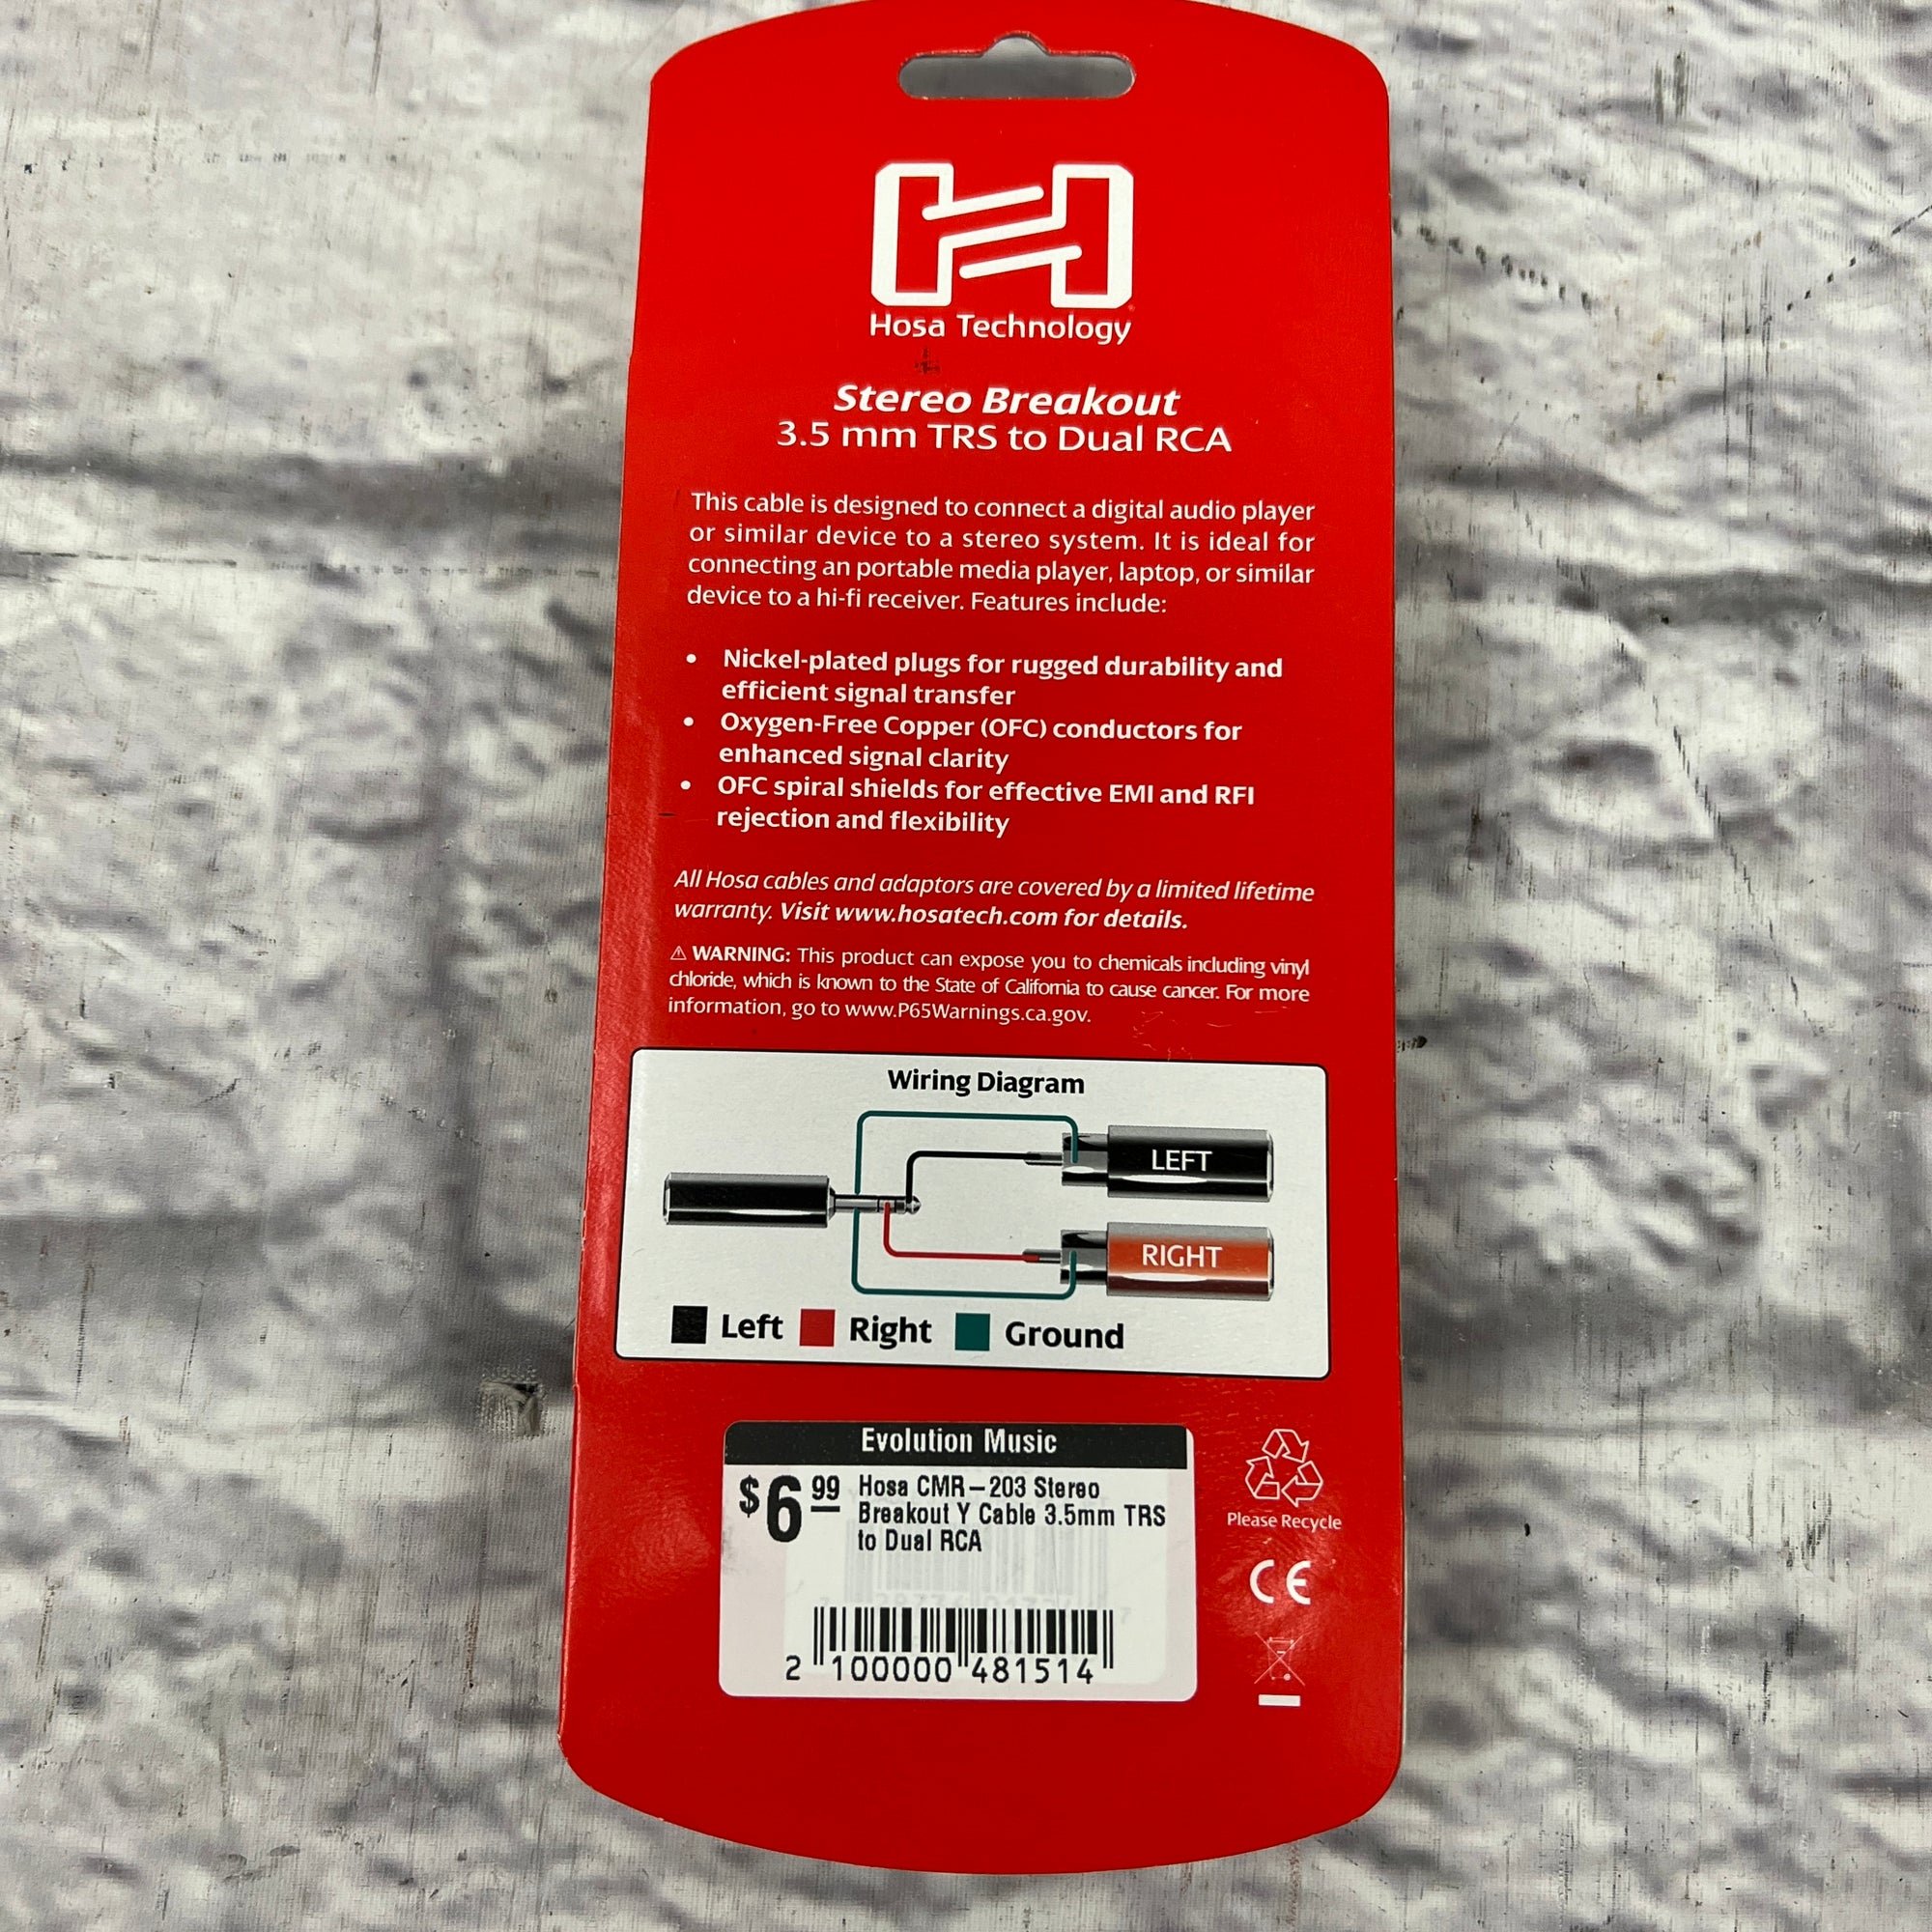 Hosa Technology
Stereo Breakout
3.5 mm TRS to Dual RCA
This cable is designed to connect a digital audio player
or similar device to a stereo system. It is ideal for
connecting an portable media player, laptop, or similar
device to a hi-fi receiver. Features include:
• Nickel-plated plugs for rugged durability and
efficient signal transfer
• Oxygen-Free Copper (OFC) conductors for
enhanced signal clarity
• OFC spiral shields for effective EMI and RFI
rejection and flexibility
All Hosa cables and adaptors are covered by a limited lifetime
warranty. Visit www.hosatech.com for details.
⚠ WARNING: This product can expose you to chemicals including vinyl
chloride, which is known to the State of California to cause cancer. For more
information, go to www.P65Warnings.ca.gov.
Wiring Diagram
LEFT
RIGHT
Left Right Ground
Evolution Music
$6.99 Hosa CMR-203 Stereo
Breakout Y Cable 3.5mm TRS
to Dual RCA
2 100000 481514
Please Recycle
CE